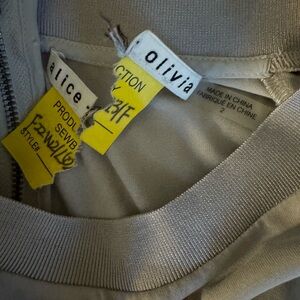 alice
olivia
PRODU
CTION
SEWB
Y
STYLE#
MADE IN CHINA
FABRIQUÉ EN CHINE
2